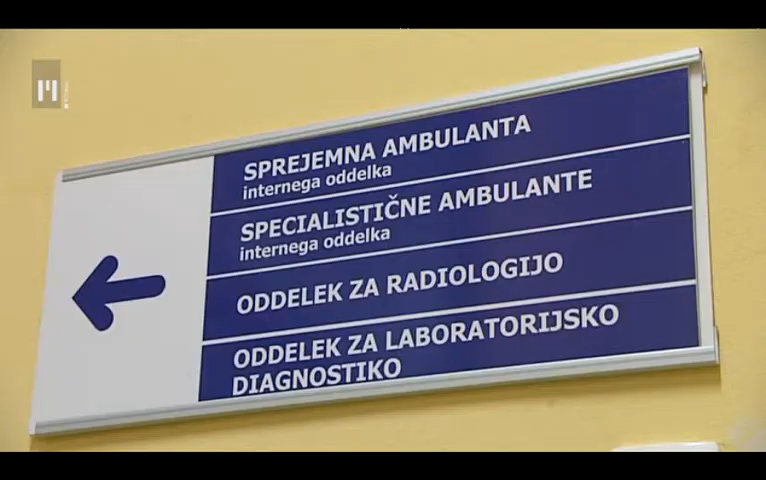 SPREJEMNA AMBULANTA
internega oddelka
SPECIALISTIČNE AMBULANTE
internega oddelka
ODDELEK ZA RADIOLOGIJO
ODDELEK ZA LABORATORIJSKO
DIAGNOSTIKO